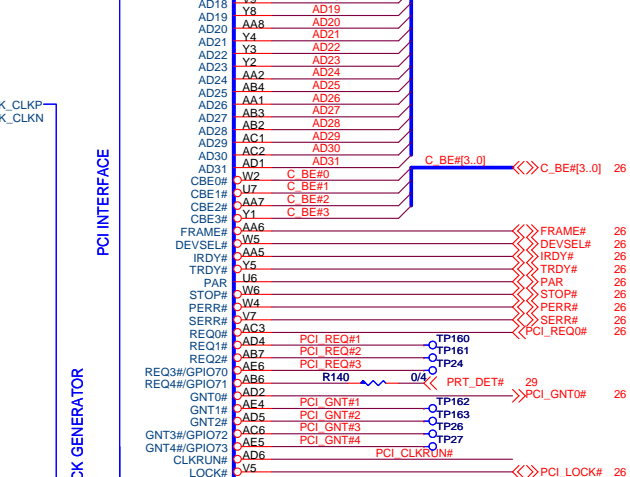 AD18
AD19 Y8 AD19
AD20 AA8 AD20
AD21 Y4 AD21
AD22 Y3 AD22
AD23 Y2 AD23
AD24 AA2 AD24
AD25 AB4 AD25
K_CLKP AD26 AA1 AD26
K_CLKN AD27 AB3 AD27
AD28 AB2 AD28
AD29 AC1 AD29
AD30 AC2 AD30
AD31 AD1 AD31 C_BE#[3..0] C_BE#[3..0] 26
CBE0# W2 C_BE#0
CBE1# U7 C_BE#1
CBE2# AA7 C_BE#2
CBE3# Y1 C_BE#3
PCI INTERFACE
FRAME# AA6 FRAME# 26
DEVSEL# W5 DEVSEL# 26
IRDY# AA5 IRDY# 26
TRDY# Y5 TRDY# 26
PAR U6 PAR 26
STOP# W6 STOP# 26
PERR# W4 PERR# 26
SERR# V7 SERR# 26
REQ0# AC3 PCI_REQ0# 26
REQ1# AD4 PCI_REQ#1 TP160
REQ2# AB7 PCI_REQ#2 TP161
REQ3#/GPIO70 AE6 PCI_REQ#3 TP24
REQ4#/GPIO71 AB6 R140 0/4 PRT_DET# 29
GNT0# AD2 PCI_GNT0# 26
GNT1# AE4 PCI_GNT#1 TP162
GNT2# AD5 PCI_GNT#2 TP163
GNT3#/GPIO72 AC6 PCI_GNT#3 TP26
GNT4#/GPIO73 AE5 PCI_GNT#4 TP27
CLKRUN# AD6 PCI_CLKRUN#
LOCK# V5 PCI_LOCK# 26
CK GENERATOR